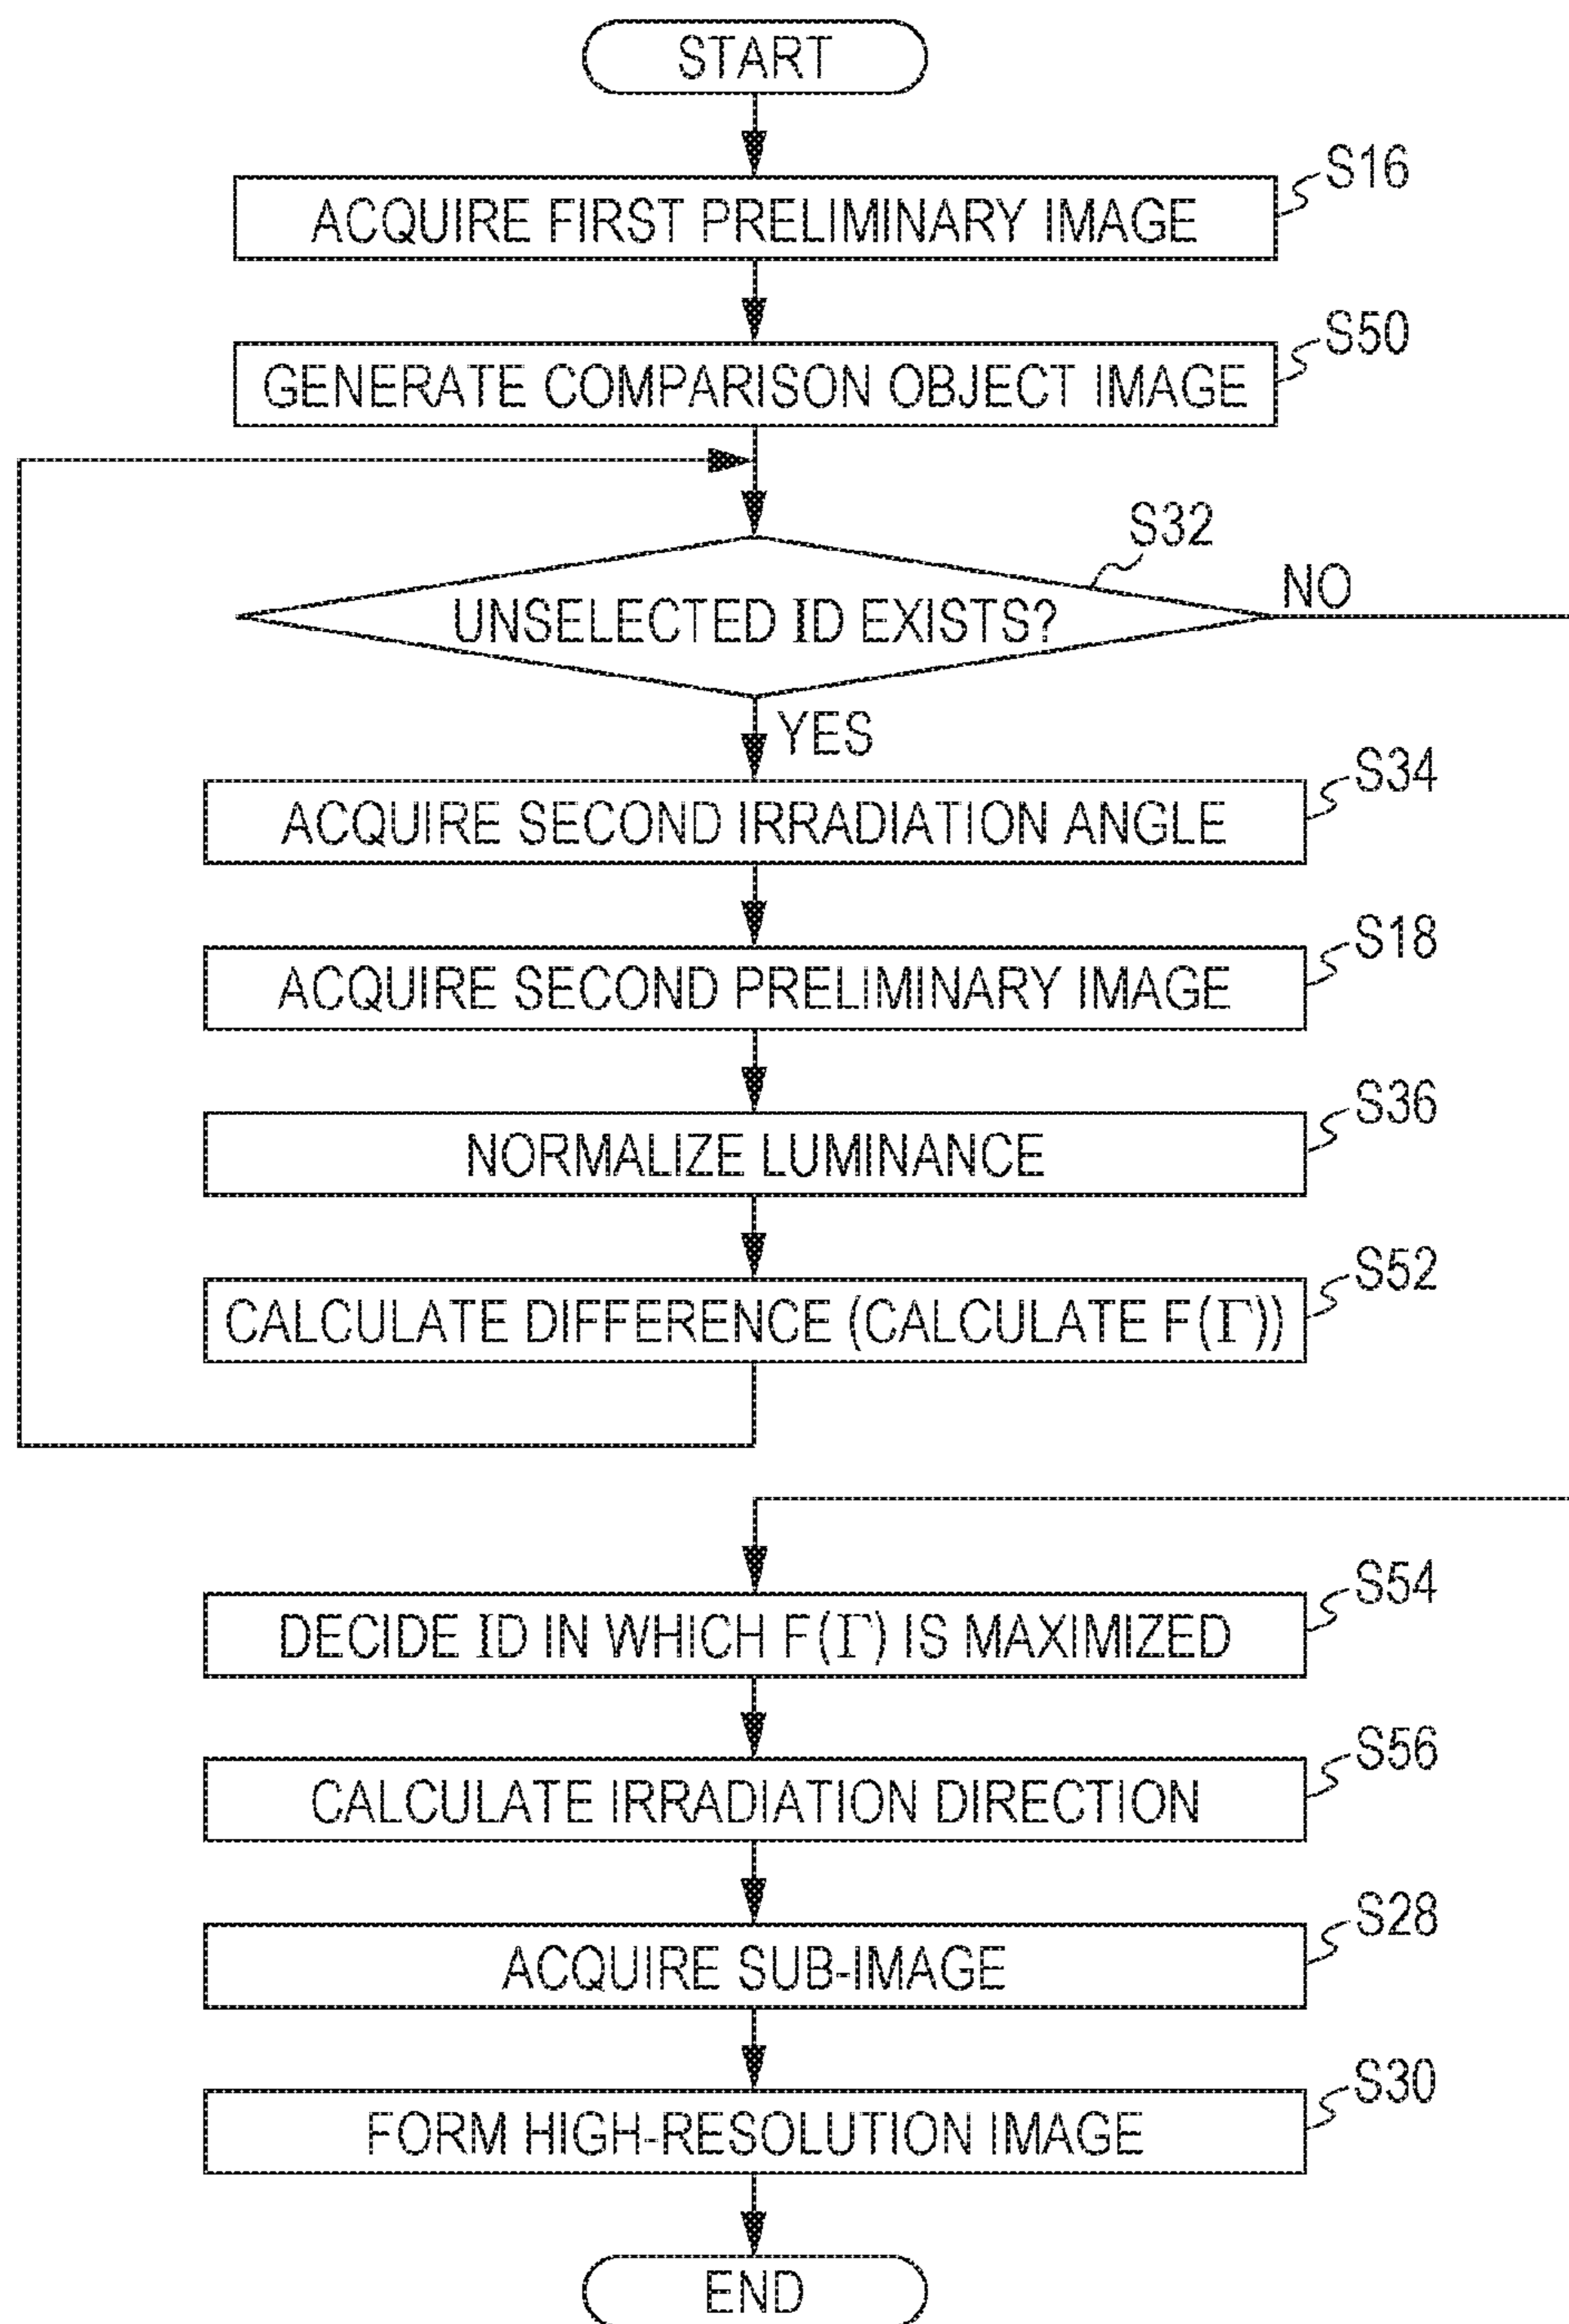 START
S16
ACQUIRE FIRST PRELIMINARY IMAGE
S50
GENERATE COMPARISON OBJECT IMAGE
S32
UNSELECTED ID EXISTS?
NO
YES
S34
ACQUIRE SECOND IRRADIATION ANGLE
S18
ACQUIRE SECOND PRELIMINARY IMAGE
S36
NORMALIZE LUMINANCE
S52
CALCULATE DIFFERENCE (CALCULATE F(Γ))
S54
DECIDE ID IN WHICH F(Γ) IS MAXIMIZED
S56
CALCULATE IRRADIATION DIRECTION
S28
ACQUIRE SUB-IMAGE
S30
FORM HIGH-RESOLUTION IMAGE
END